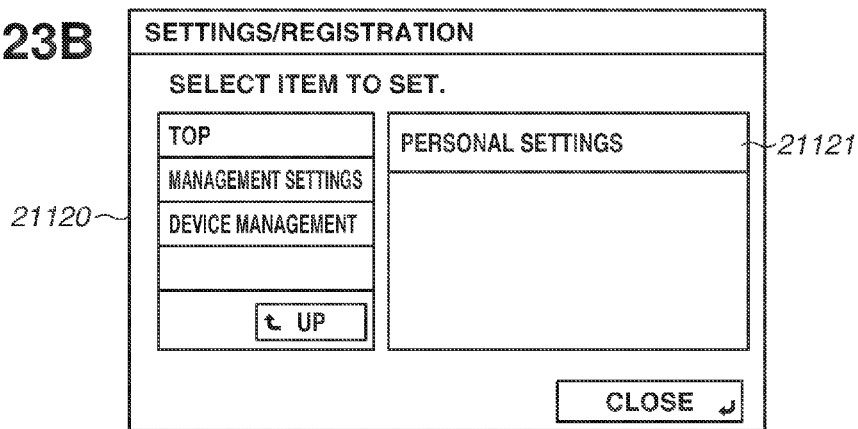 23B
SETTINGS/REGISTRATION
SELECT ITEM TO SET.
TOP
MANAGEMENT SETTINGS
DEVICE MANAGEMENT
UP
PERSONAL SETTINGS
21121
21120
CLOSE